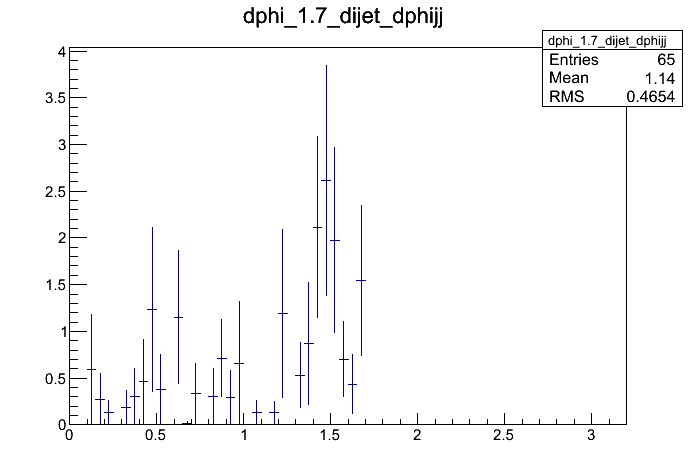 dphi_1.7_dijet_dphijj
dphi_1.7_dijet_dphijj
Entries 65
Mean 1.14
RMS 0.4654
4
3.5
3
2.5
2
1.5
1
0.5
0
0 0.5 1 1.5 2 2.5 3